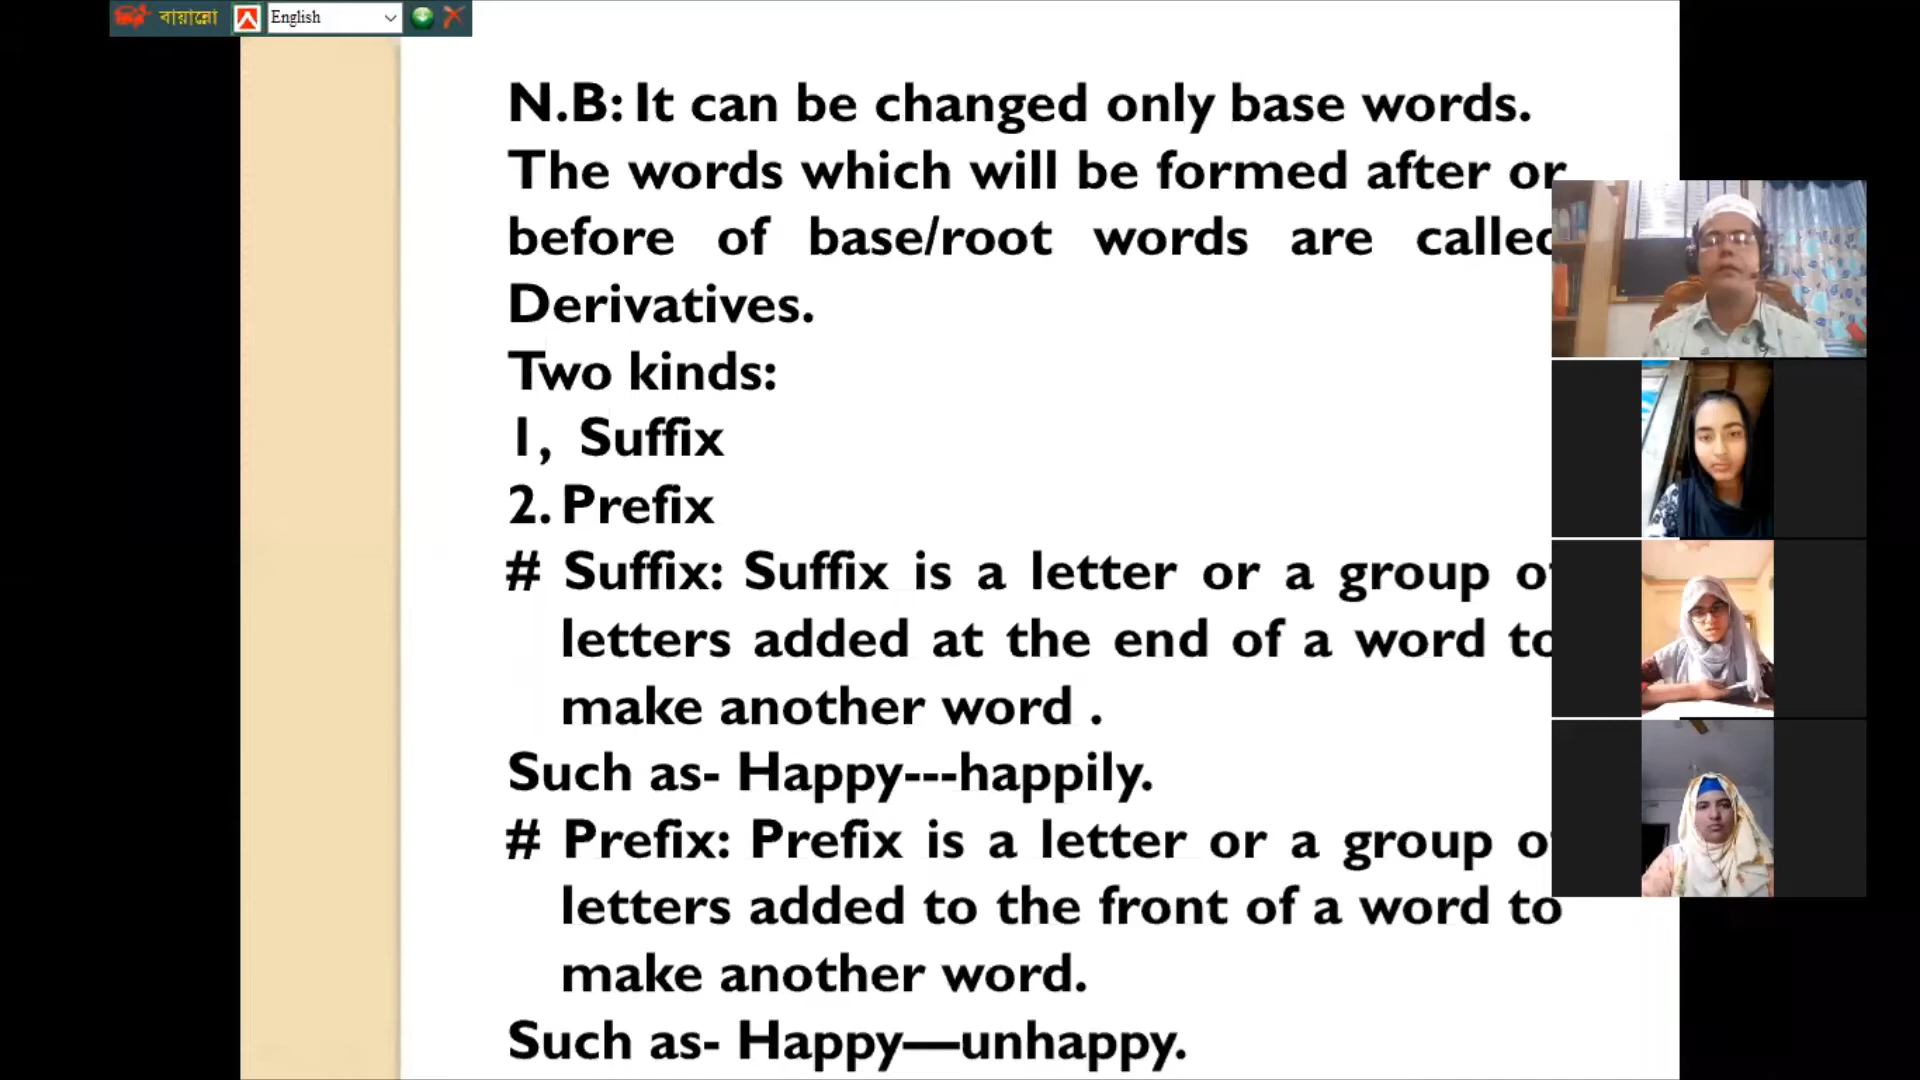 বায়ান্নো English
N.B: It can be changed only base words.
The words which will be formed after or
before of base/root words are called
Derivatives.
Two kinds:
1, Suffix
2. Prefix
# Suffix: Suffix is a letter or a group of
letters added at the end of a word to
make another word .
Such as- Happy---happily.
# Prefix: Prefix is a letter or a group of
letters added to the front of a word to
make another word.
Such as- Happy—unhappy.